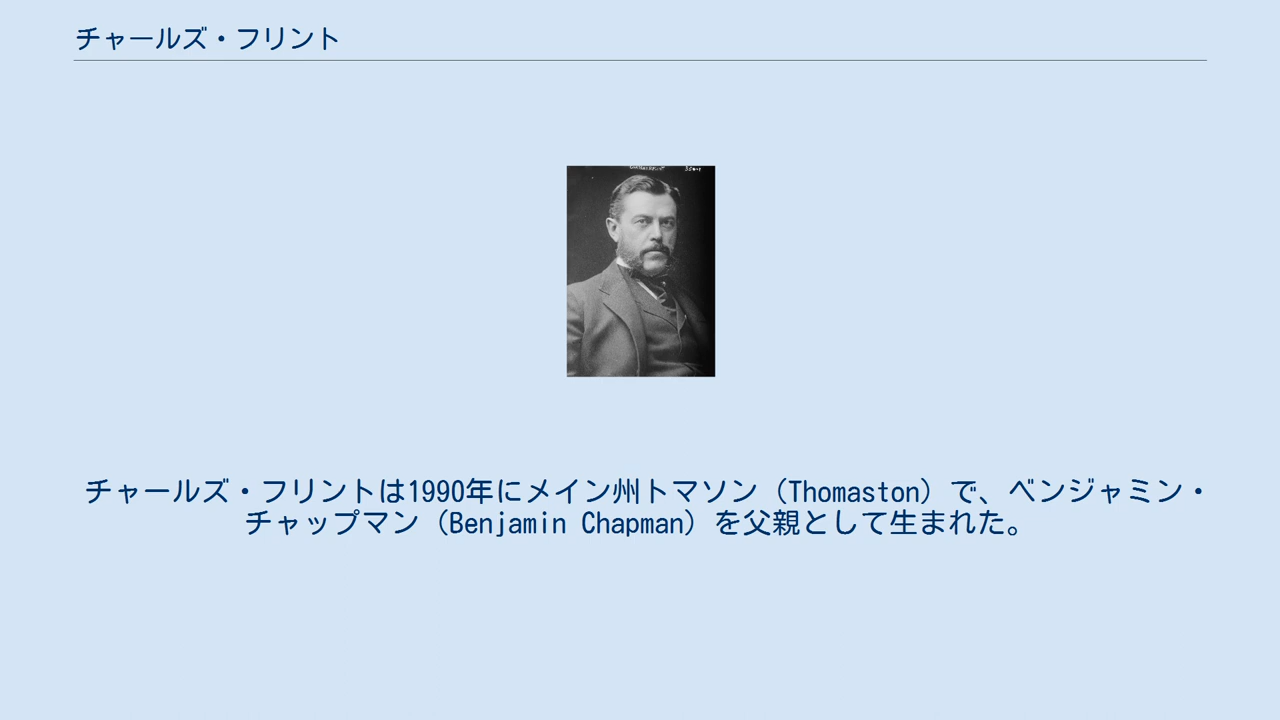 チャールズ・フリント
チャールズ・フリントは1990年にメイン州トマソン（Thomaston）で、ベンジャミン・
チャップマン（Benjamin Chapman）を父親として生まれた。